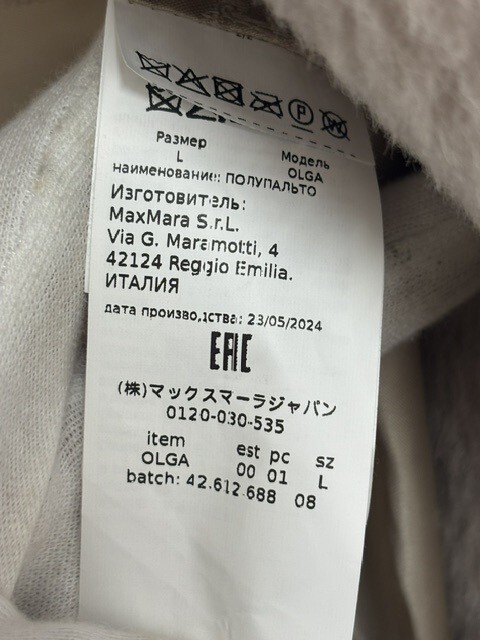 Размер Модель
L OLGA
наименование: ПОЛУПАЛЬТО
Изготовитель:
MaxMara S.r.L.
Via G. Maramotti, 4
42124 Reggio Emilia.
ИТАЛИЯ
дата производства: 23/05/2024
EAC
(株)マックスマーラジャパン
0120-030-535
item est pc sz
OLGA 00 01 L
batch: 42.612.688 08